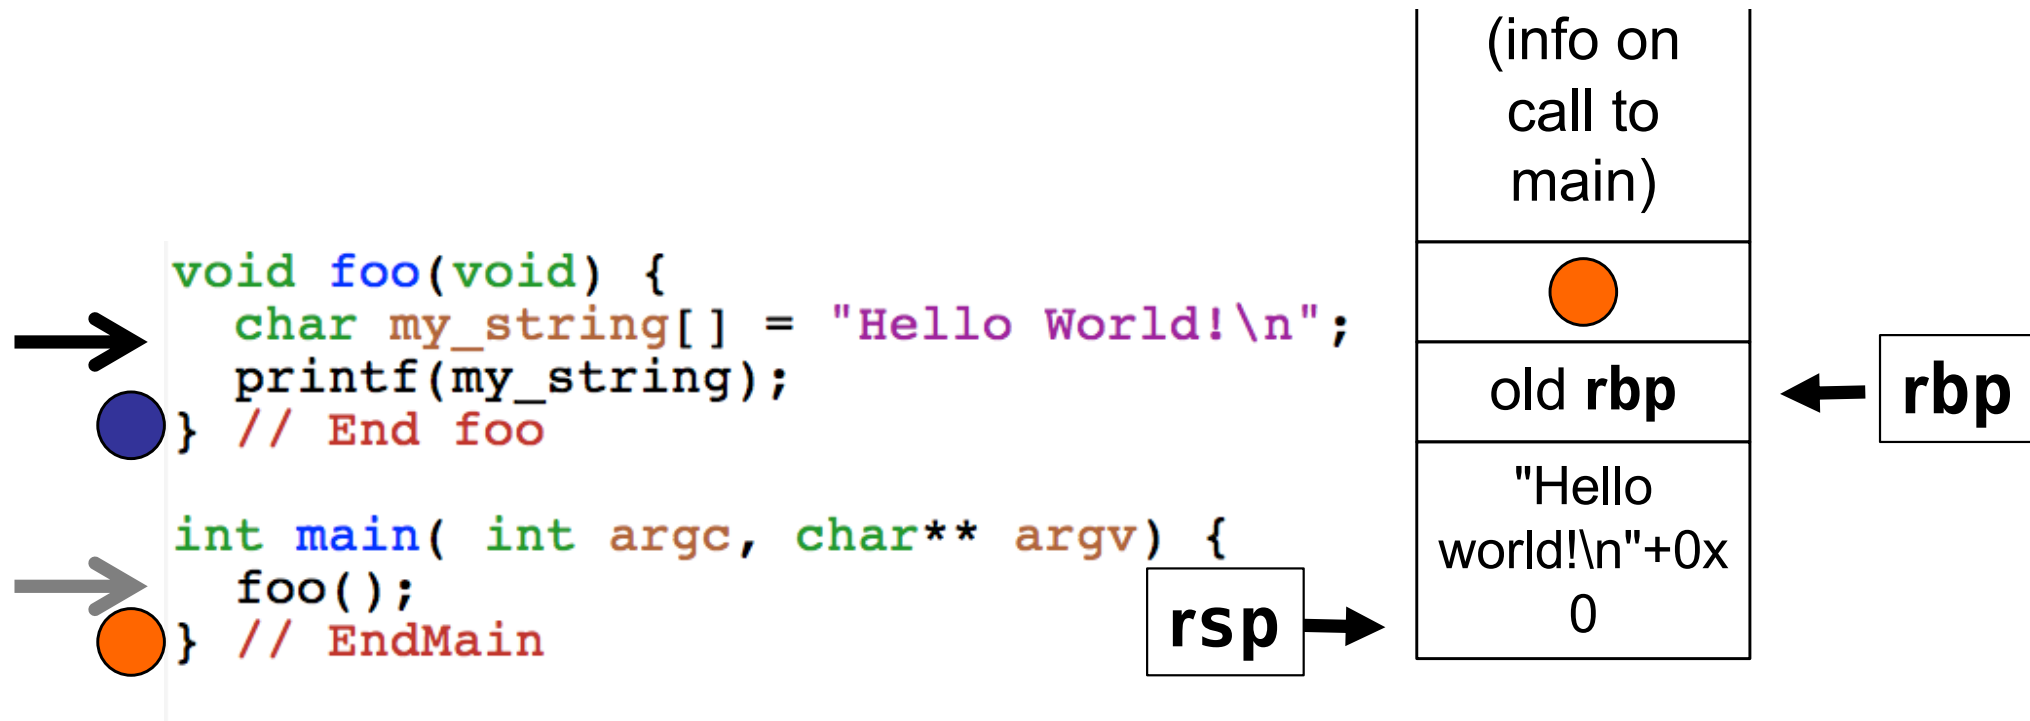 (info on
call to
main)
void foo(void) {
char my_string[] = "Hello World!\n";
printf(my_string);
} // End foo
int main( int argc, char** argv) {
foo();
} // EndMain
old rbp
rbp
"Hello
world!\n"+0x
0
rsp